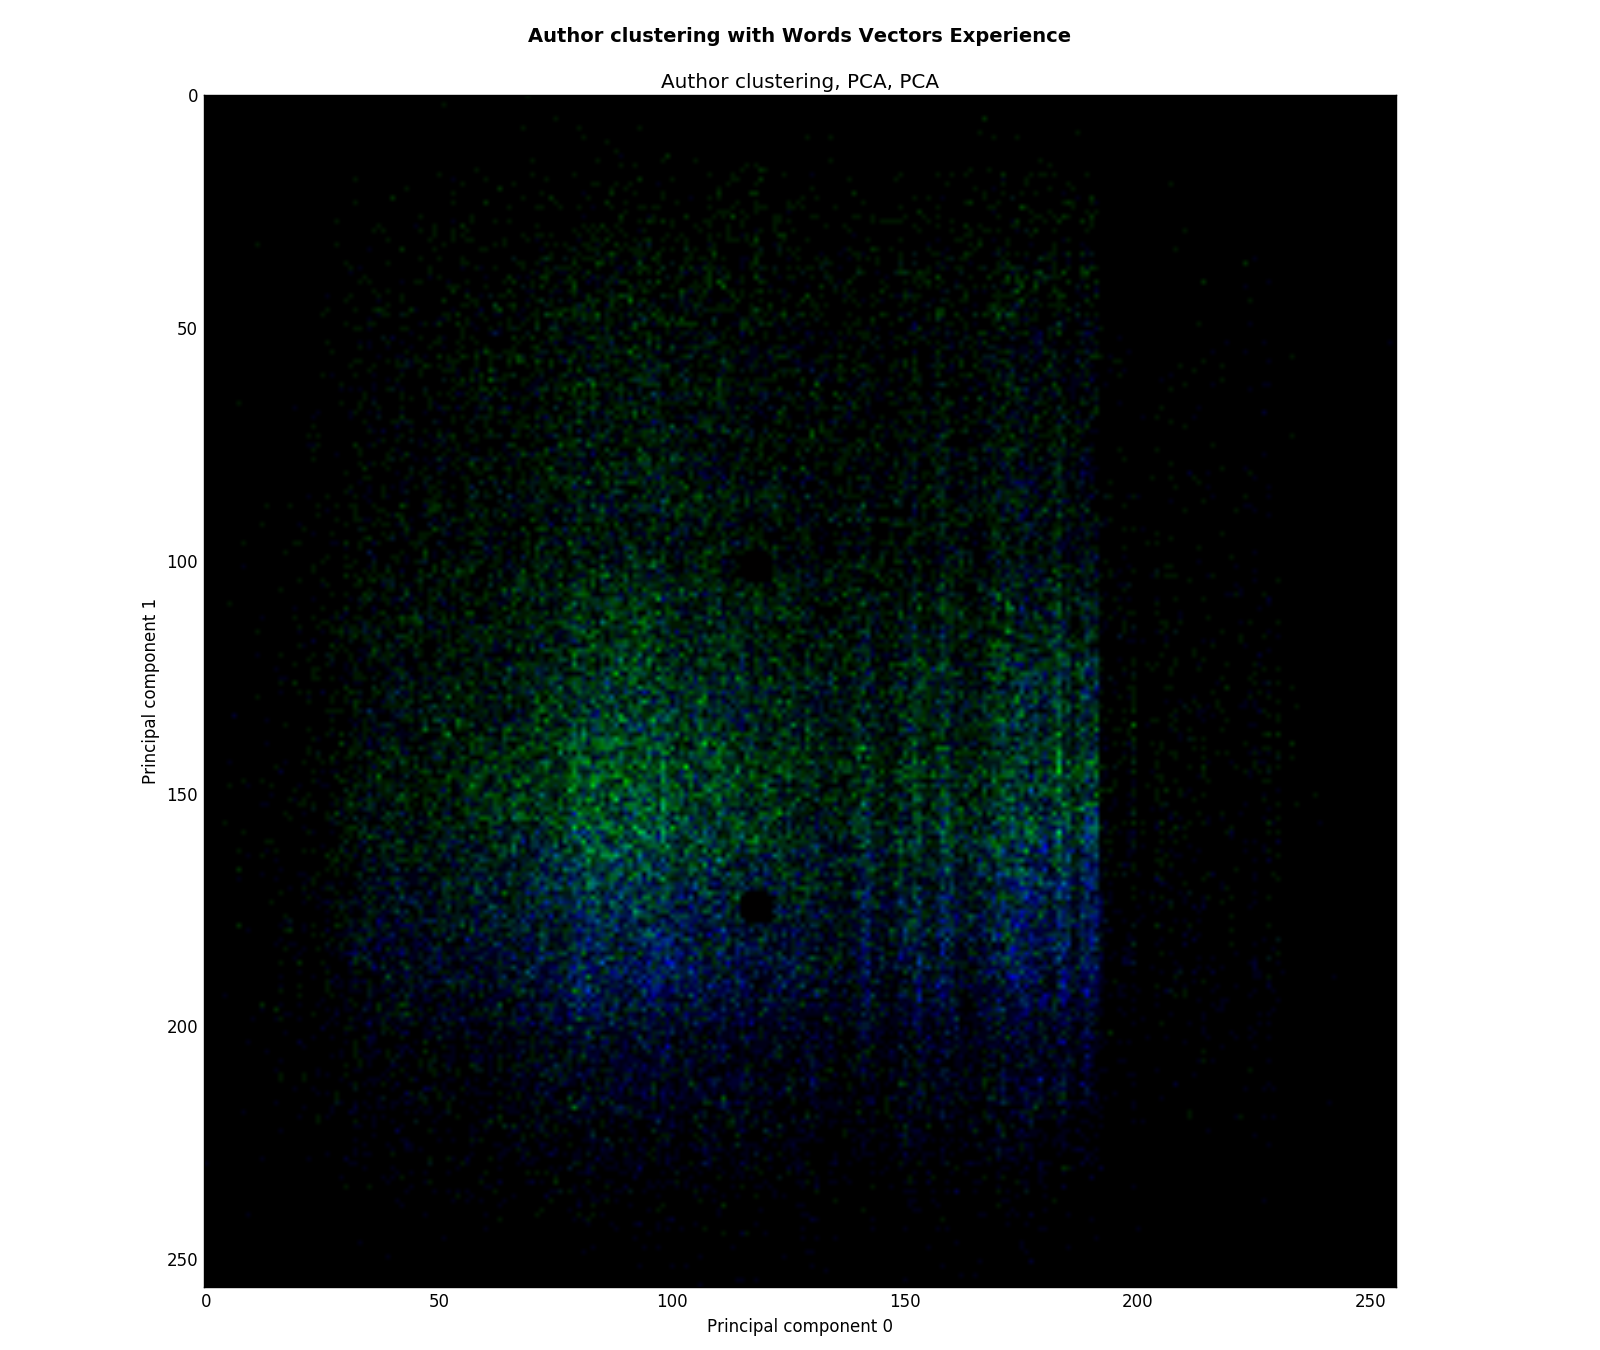 Author clustering with Words Vectors Experience
Author clustering, PCA, PCA
0
50
100
150
200
250
Principal component 1
0 50 100 150 200 250
Principal component 0